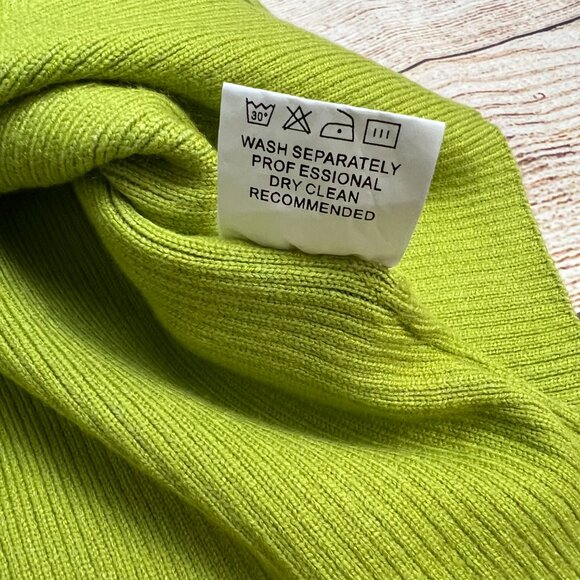 30°
WASH SEPARATELY
PROF ESSIONAL
DRY CLEAN
RECOMMENDED